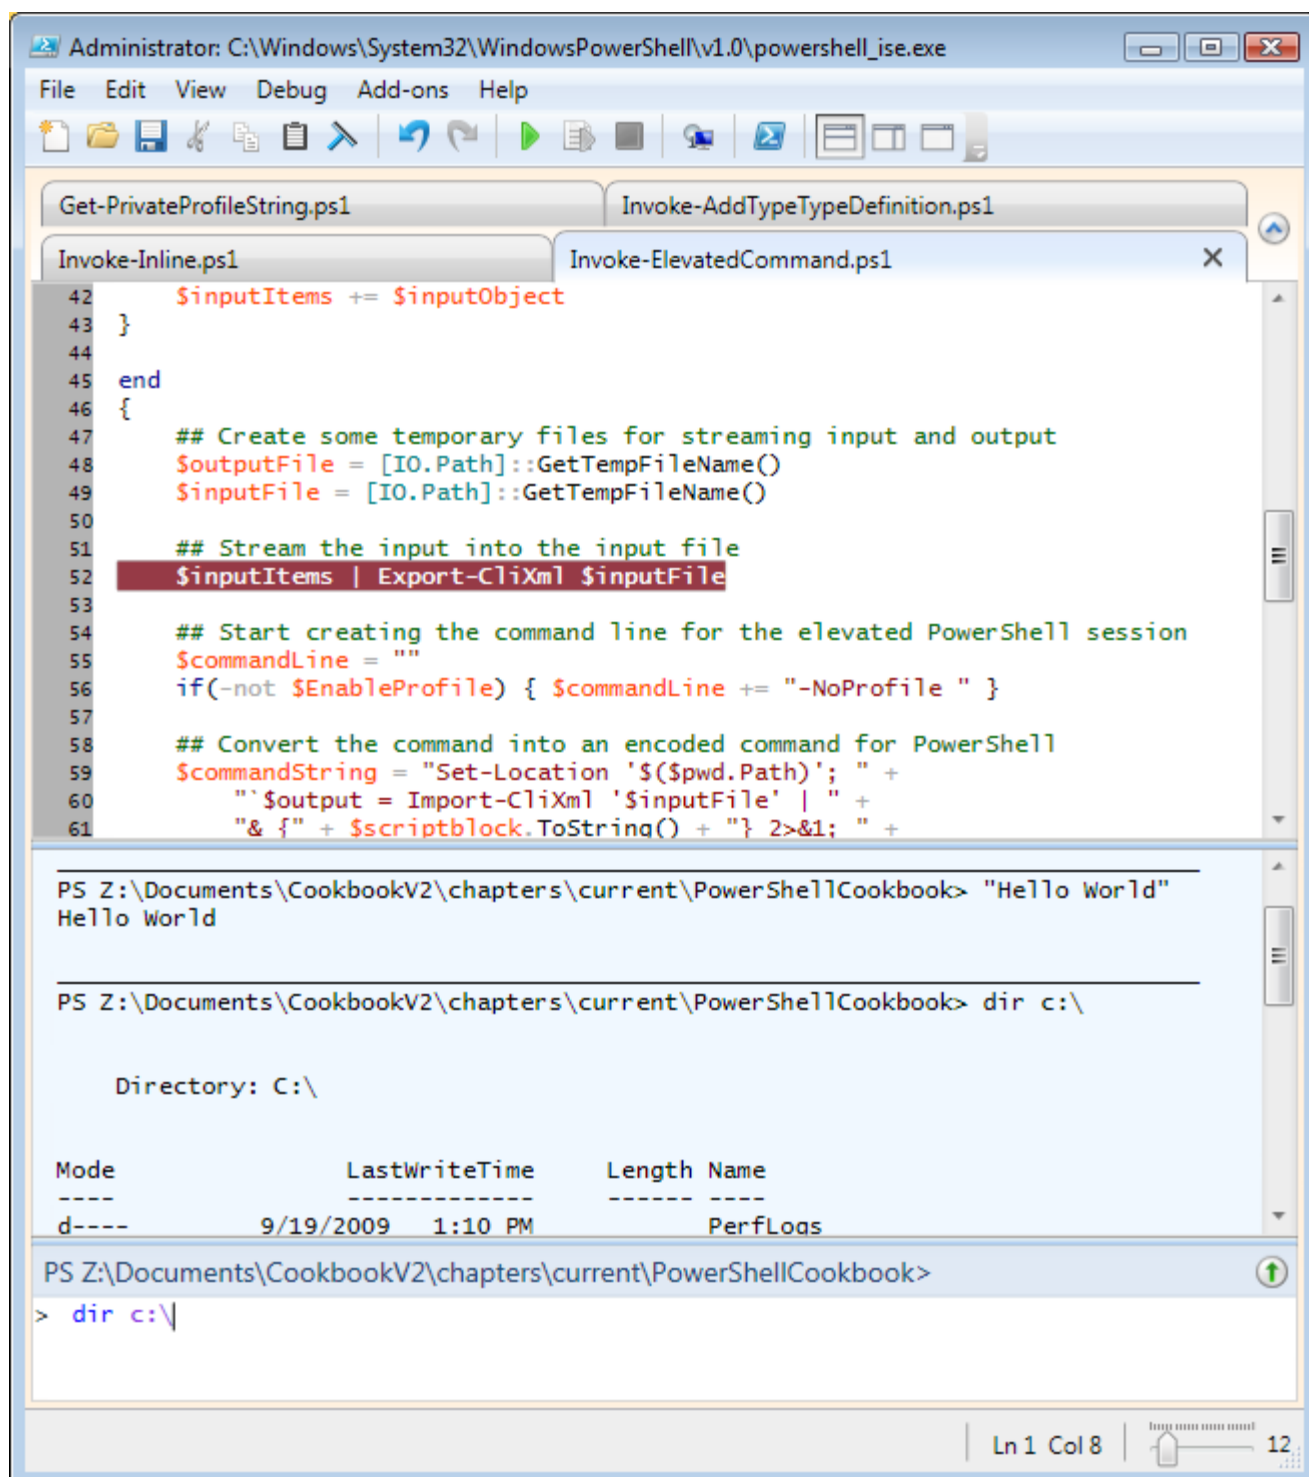 Administrator: C:\Windows\System32\WindowsPowerShell\v1.0\powershell_ise.exe
File Edit View Debug Add-ons Help
Get-PrivateProfileString.ps1 Invoke-AddTypeTypeDefinition.ps1
Invoke-Inline.ps1 Invoke-ElevatedCommand.ps1
42 $inputItems += $inputObject
43 }
44
45 end
46 {
47 ## Create some temporary files for streaming input and output
48 $outputFile = [IO.Path]::GetTempFileName()
49 $inputFile = [IO.Path]::GetTempFileName()
50
51 ## Stream the input into the input file
52 $inputItems | Export-CliXml $inputFile
53
54 ## Start creating the command line for the elevated PowerShell session
55 $commandLine = ""
56 if(-not $EnableProfile) { $commandLine += "-NoProfile " }
57
58 ## Convert the command into an encoded command for PowerShell
59 $commandString = "Set-Location '$($pwd.Path)'; " +
60 "`$output = Import-CliXml '$inputFile' | " +
61 "& {" + $scriptblock.ToString() + "} 2>&1; " +
PS Z:\Documents\CookbookV2\chapters\current\PowerShellCookbook> "Hello World"
Hello World
PS Z:\Documents\CookbookV2\chapters\current\PowerShellCookbook> dir c:\
Directory: C:\
Mode LastWriteTime Length Name
---- ------------- ------ ----
d---- 9/19/2009 1:10 PM PerfLogs
PS Z:\Documents\CookbookV2\chapters\current\PowerShellCookbook>
> dir c:\
Ln 1 Col 8 12